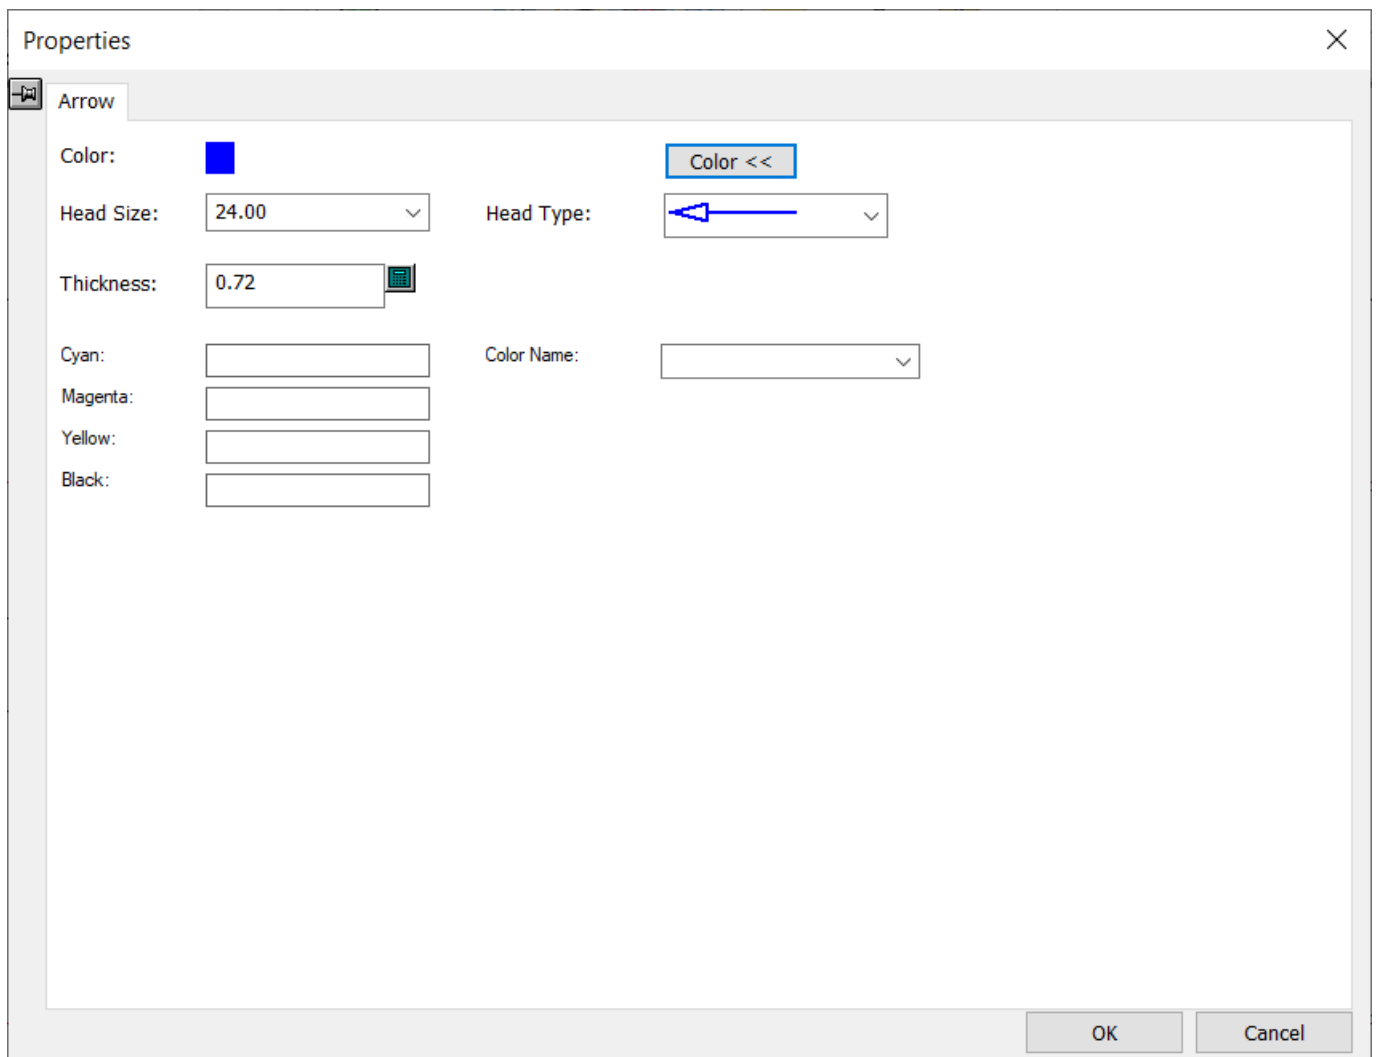 Properties
Arrow
Color:
Color <<
Head Size: 24.00 Head Type:
Thickness: 0.72
Cyan: Color Name:
Magenta:
Yellow:
Black:
OK Cancel